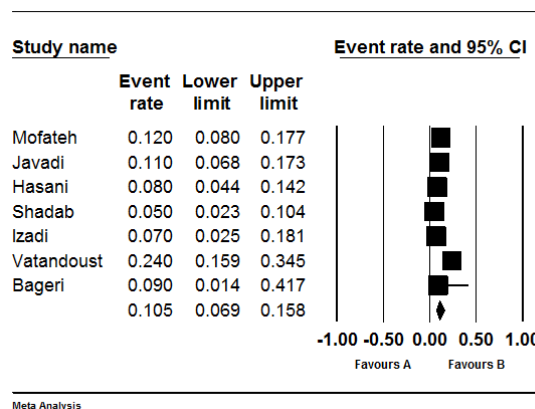 Study name Event rate and 95% CI
Event Lower Upper
rate limit limit
Mofateh 0.120 0.080 0.177
Javadi 0.110 0.068 0.173
Hasani 0.080 0.044 0.142
Shadab 0.050 0.023 0.104
Izadi 0.070 0.025 0.181
Vatandoust 0.240 0.159 0.345
Bageri 0.090 0.014 0.417
0.105 0.069 0.158
-1.00 -0.50 0.00 0.50 1.00
Favours A Favours B
Meta Analysis